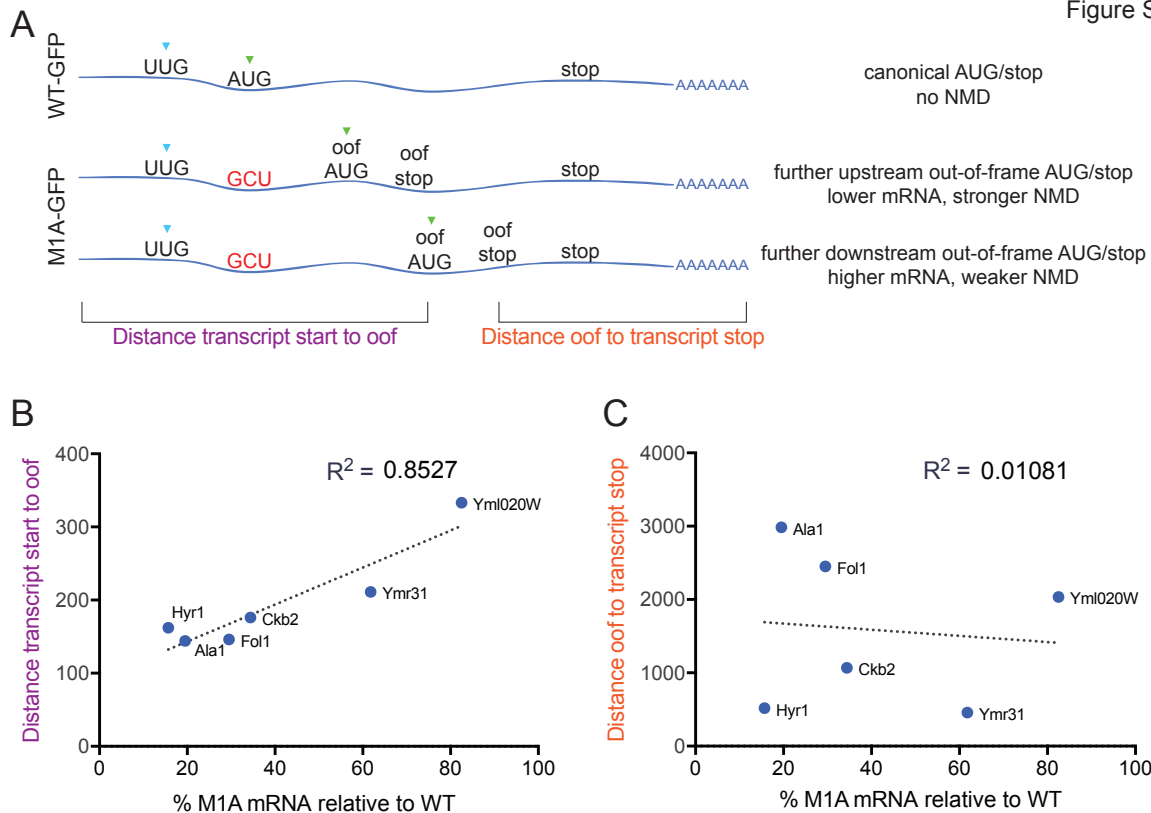 Figure S
A
WT-GFP
UUG
AUG
stop
AAAAAAA
canonical AUG/stop
no NMD
M1A-GFP
UUG
GCU
oof
AUG
oof
stop
stop
AAAAAAA
further upstream out-of-frame AUG/stop
lower mRNA, stronger NMD
UUG
GCU
oof
AUG
oof
stop
stop
AAAAAAA
further downstream out-of-frame AUG/stop
higher mRNA, weaker NMD
Distance transcript start to oof
Distance oof to transcript stop
B
Distance transcript start to oof
400
300
200
100
0
R² = 0.8527
Yml020W
Ymr31
Hyr1
Ckb2
Ala1
Fol1
0 20 40 60 80 100
% M1A mRNA relative to WT
C
Distance oof to transcript stop
4000
3000
2000
1000
0
R² = 0.01081
Ala1
Fol1
Yml020W
Ckb2
Hyr1
Ymr31
0 20 40 60 80 100
% M1A mRNA relative to WT